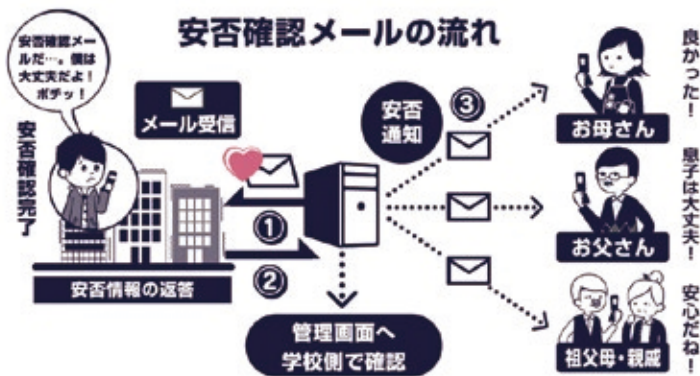 安否確認メールの流れ
安否確認メー
ルだ…。僕は
大丈夫だよ！
ポチッ！
安否確認完了
メール受信
①
②
安否情報の返答
安否
通知
③
管理画面へ
学校側で確認
お母さん
良かった！
お父さん
息子は大丈夫！
祖父母・親戚
安心だね！